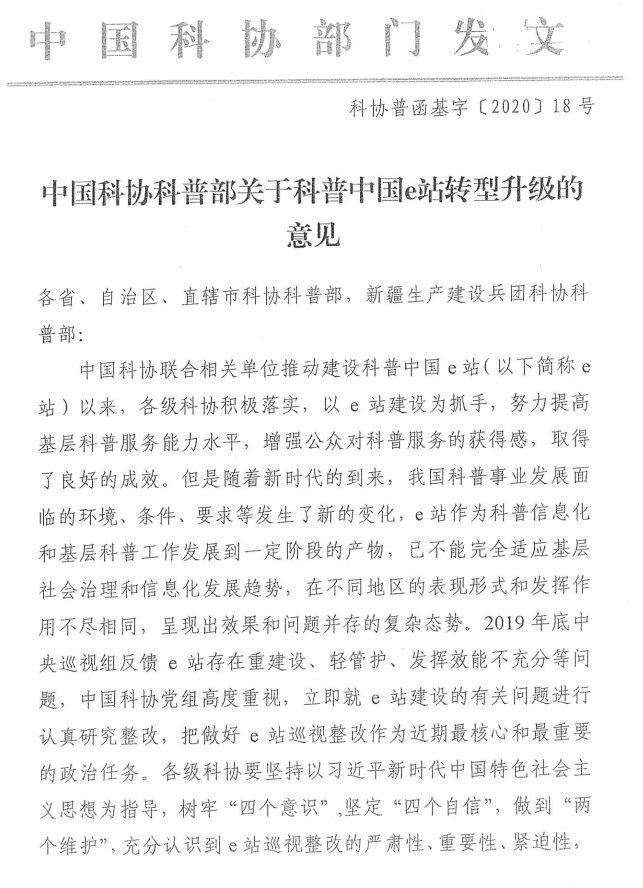 中国科协部门发文
科协普函基字〔2020〕18号
中国科协科普部关于科普中国e站转型升级的
意见
各省、自治区、直辖市科协科普部，新疆生产建设兵团科协科
普部：
中国科协联合相关单位推动建设科普中国e站（以下简称e
站）以来，各级科协积极落实，以e站建设为抓手，努力提高
基层科普服务能力水平，增强公众对科普服务的获得感，取得
了良好的成效。但是随着新时代的到来，我国科普事业发展面
临的环境、条件、要求等发生了新的变化，e站作为科普信息化
和基层科普工作发展到一定阶段的产物，已不能完全适应基层
社会治理和信息化发展趋势，在不同地区的表现形式和发挥作
用不尽相同，呈现出效果和问题并存的复杂态势。2019年底中
央巡视组反馈e站存在重建设、轻管护、发挥效能不充分等问
题，中国科协党组高度重视，立即就e站建设的有关问题进行
认真研究整改，把做好e站巡视整改作为近期最核心和最重要
的政治任务。各级科协要坚持以习近平新时代中国特色社会主
义思想为指导，树牢“四个意识”,坚定“四个自信”，做到“两
个维护”,充分认识到e站巡视整改的严肃性、重要性、紧迫性，